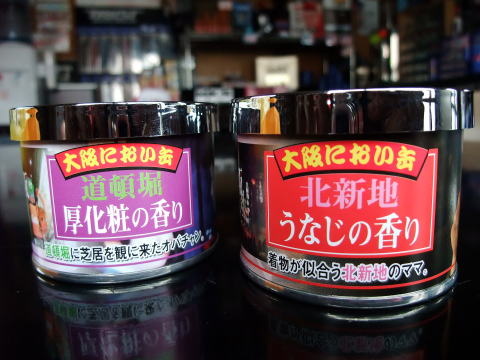 大阪におい缶
道頓堀
厚化粧の香り
道頓堀に芝居を観に来たオバチャン。
大阪におい缶
北新地
うなじの香り
着物が似合う北新地のママ。